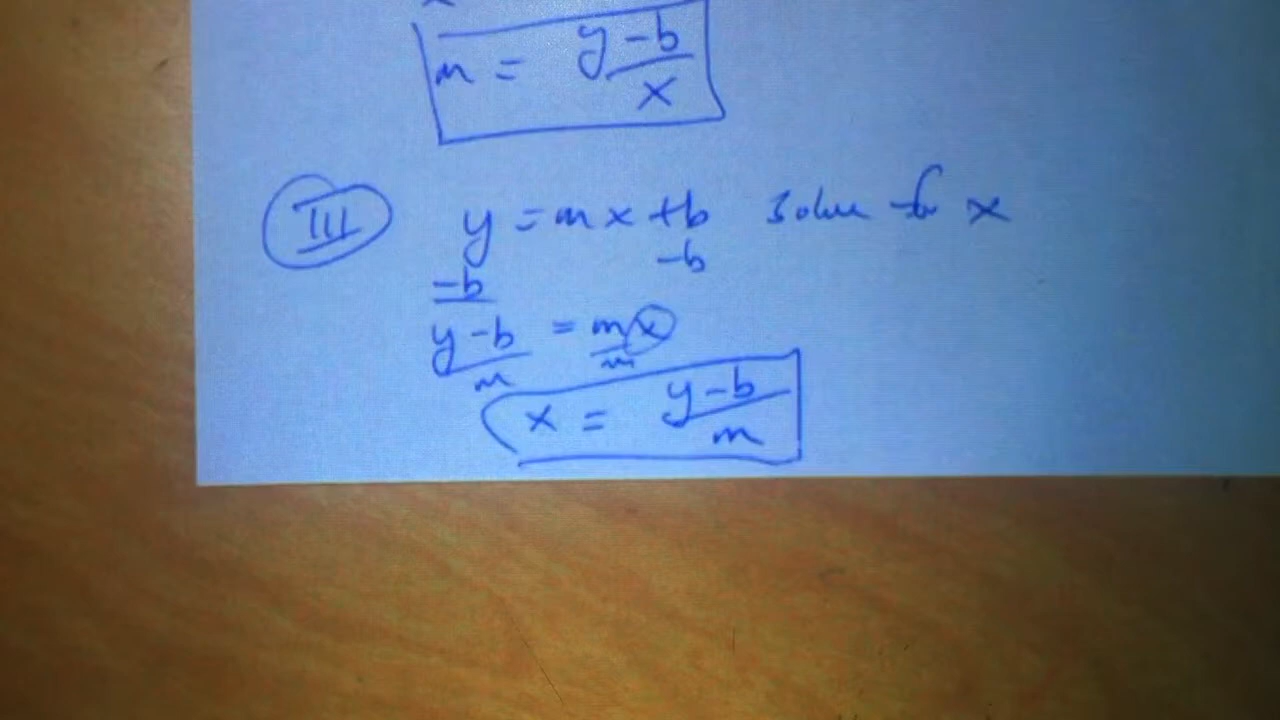 m = y-b / x
III y = mx +b solve for x
-b
-b
y-b / m = mx / m
x = y-b / m